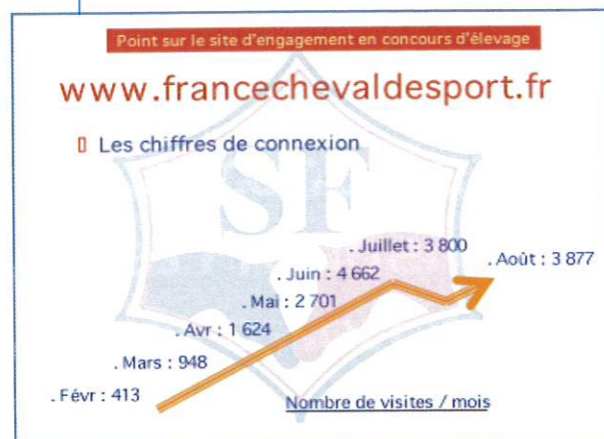 Point sur le site d'engagement en concours d'élevage
www.francechevaldesport.fr
▯ Les chiffres de connexion
SF
. Juillet : 3 800
. Août : 3 877
. Juin : 4 662
. Mai : 2 701
. Avr : 1 624
. Mars : 948
. Févr : 413
Nombre de visites / mois